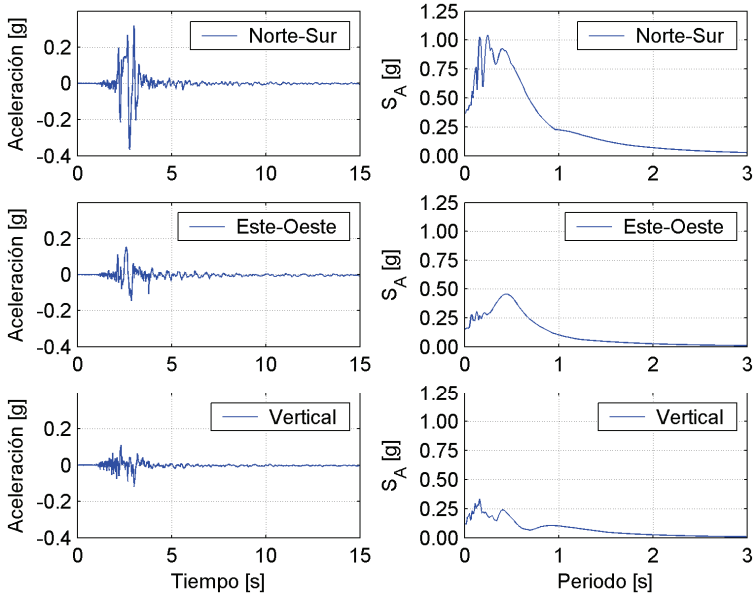 Norte-Sur
Aceleración [g]
0.2
0
-0.2
-0.4
0 5 10 15
Norte-Sur
S_A [g]
1.25
1.00
0.75
0.50
0.25
0.00
0 1 2 3
Este-Oeste
Aceleración [g]
0.2
0
-0.2
-0.4
0 5 10 15
Este-Oeste
S_A [g]
1.25
1.00
0.75
0.50
0.25
0.00
0 1 2 3
Vertical
Aceleración [g]
0.2
0
-0.2
-0.4
0 5 10 15
Tiempo [s]
Vertical
S_A [g]
1.25
1.00
0.75
0.50
0.25
0.00
0 1 2 3
Periodo [s]